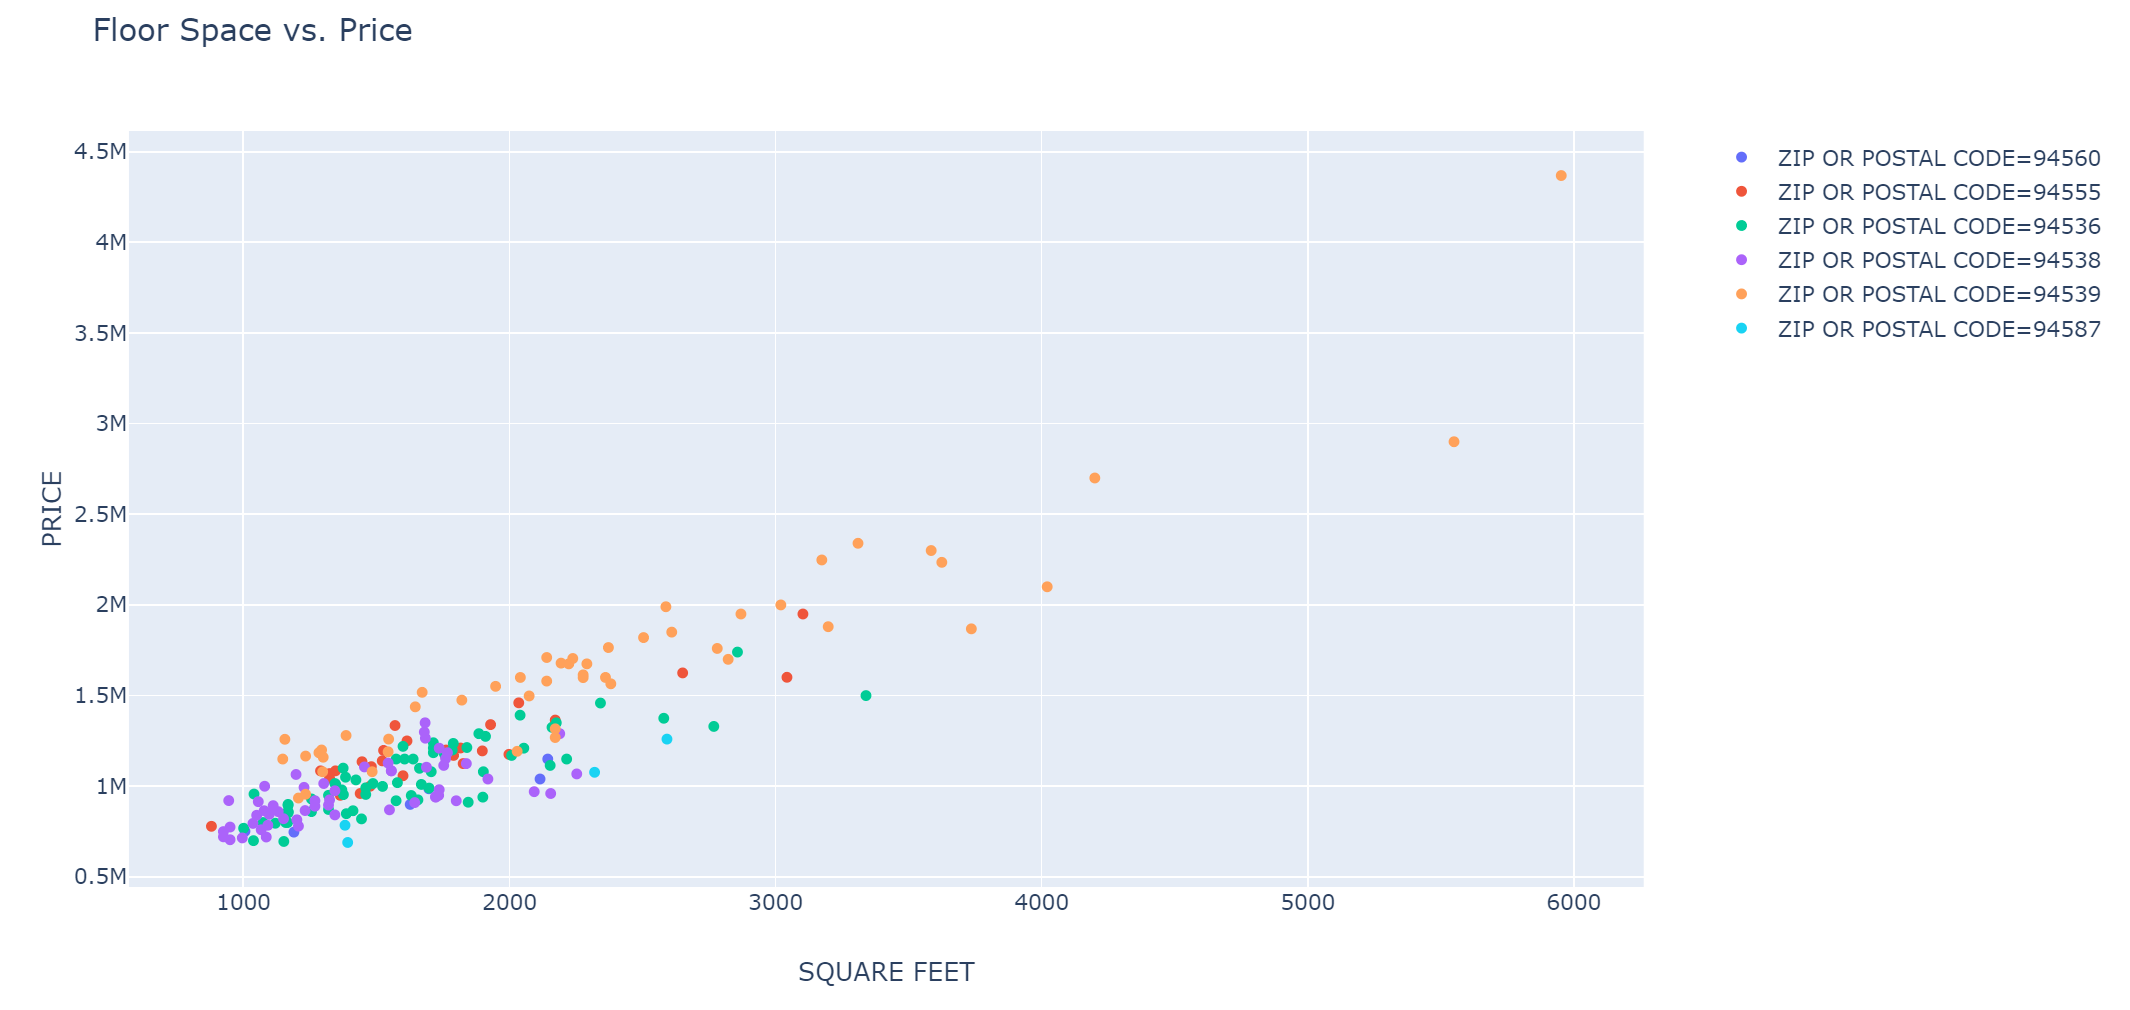 Floor Space vs. Price
4.5M
4M
3.5M
3M
2.5M
2M
1.5M
1M
0.5M
PRICE
1000 2000 3000 4000 5000 6000
SQUARE FEET
ZIP OR POSTAL CODE=94560
ZIP OR POSTAL CODE=94555
ZIP OR POSTAL CODE=94536
ZIP OR POSTAL CODE=94538
ZIP OR POSTAL CODE=94539
ZIP OR POSTAL CODE=94587